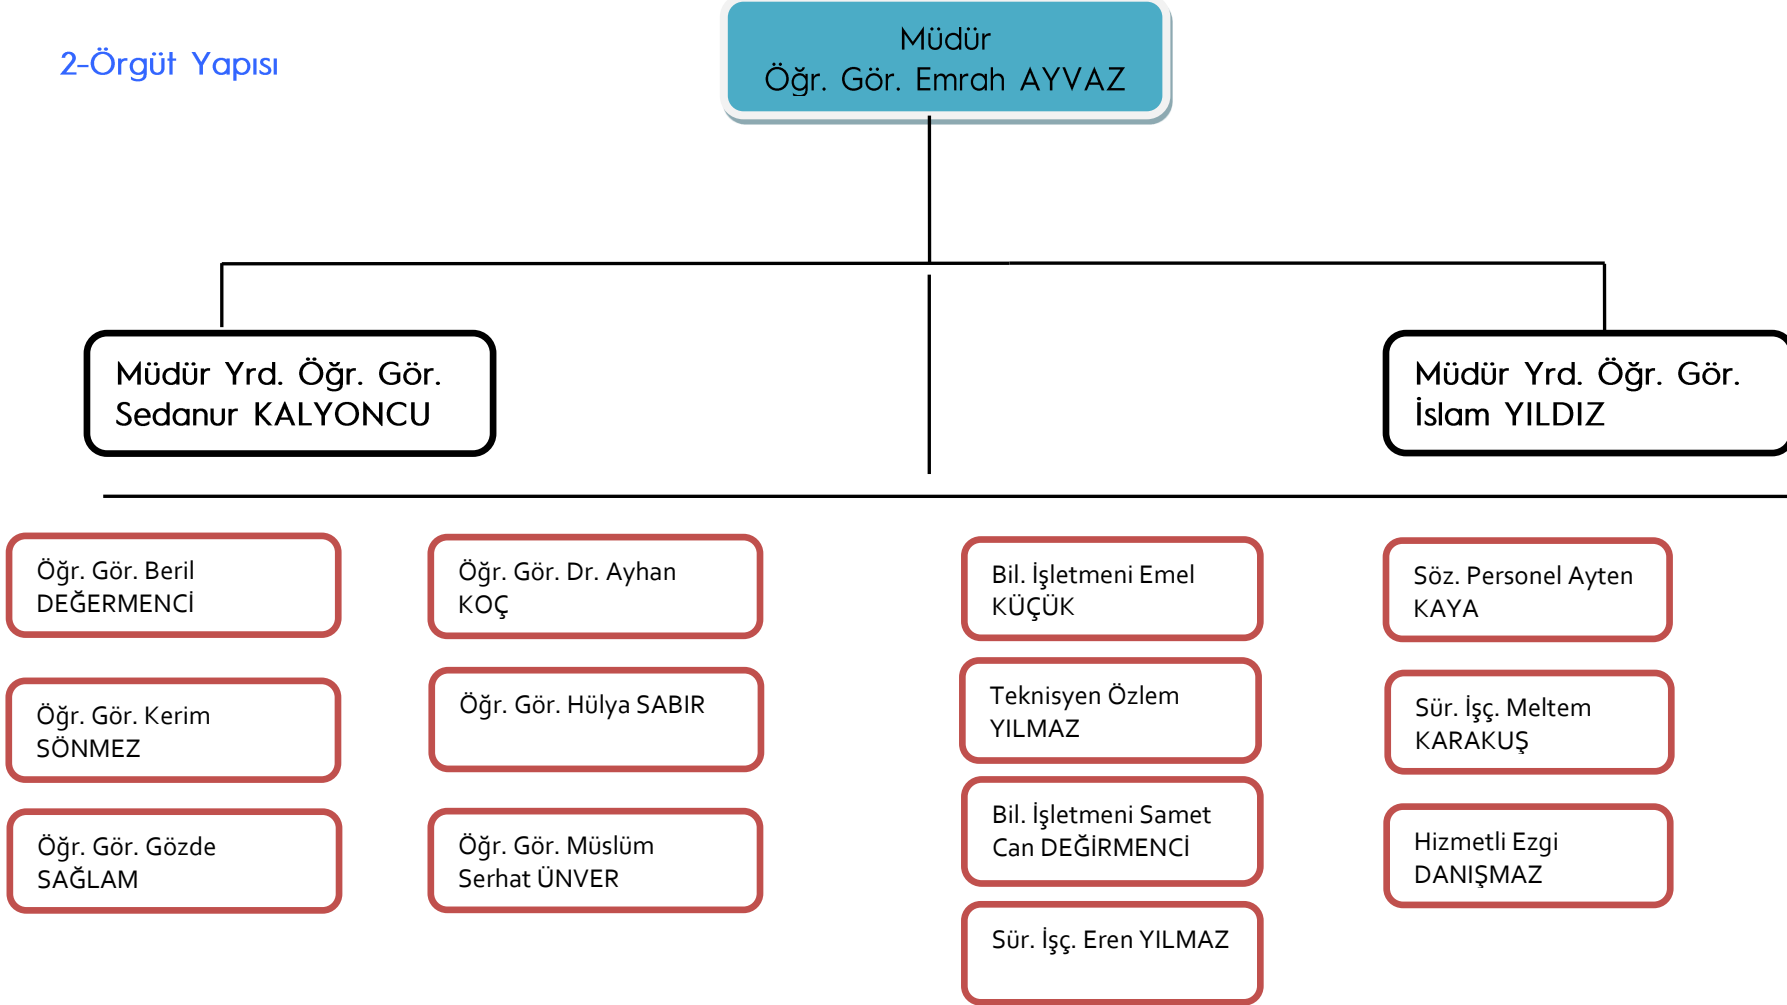 2-Örgüt Yapısı
Müdür
Öğr. Gör. Emrah AYVAZ
Müdür Yrd. Öğr. Gör.
Sedanur KALYONCU
Müdür Yrd. Öğr. Gör.
İslam YILDIZ
Öğr. Gör. Beril
DEĞERMENCİ
Öğr. Gör. Kerim
SÖNMEZ
Öğr. Gör. Gözde
SAĞLAM
Öğr. Gör. Dr. Ayhan
KOÇ
Öğr. Gör. Hülya SABIR
Öğr. Gör. Müslüm
Serhat ÜNVER
Bil. İşletmeni Emel
KÜÇÜK
Teknisyen Özlem
YILMAZ
Bil. İşletmeni Samet
Can DEĞİRMENCİ
Sür. İşç. Eren YILMAZ
Söz. Personel Ayten
KAYA
Sür. İşç. Meltem
KARAKUŞ
Hizmetli Ezgi
DANIŞMAZ